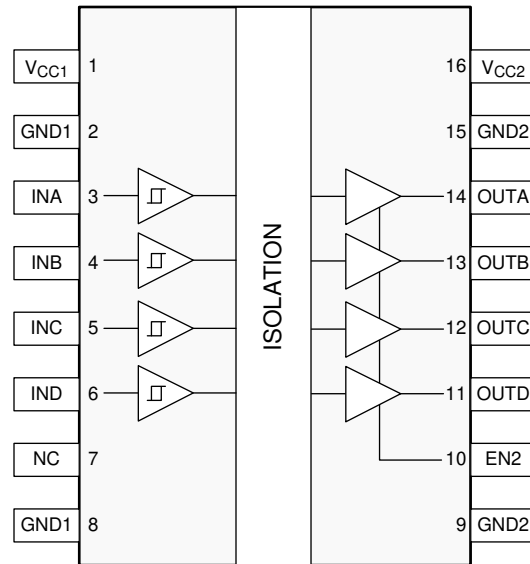 VCC1 1 16 VCC2
GND1 2 15 GND2
INA 3 14 OUTA
INB 4 13 OUTB
INC 5 12 OUTC
IND 6 11 OUTD
NC 7 10 EN2
GND1 8 9 GND2
ISOLATION